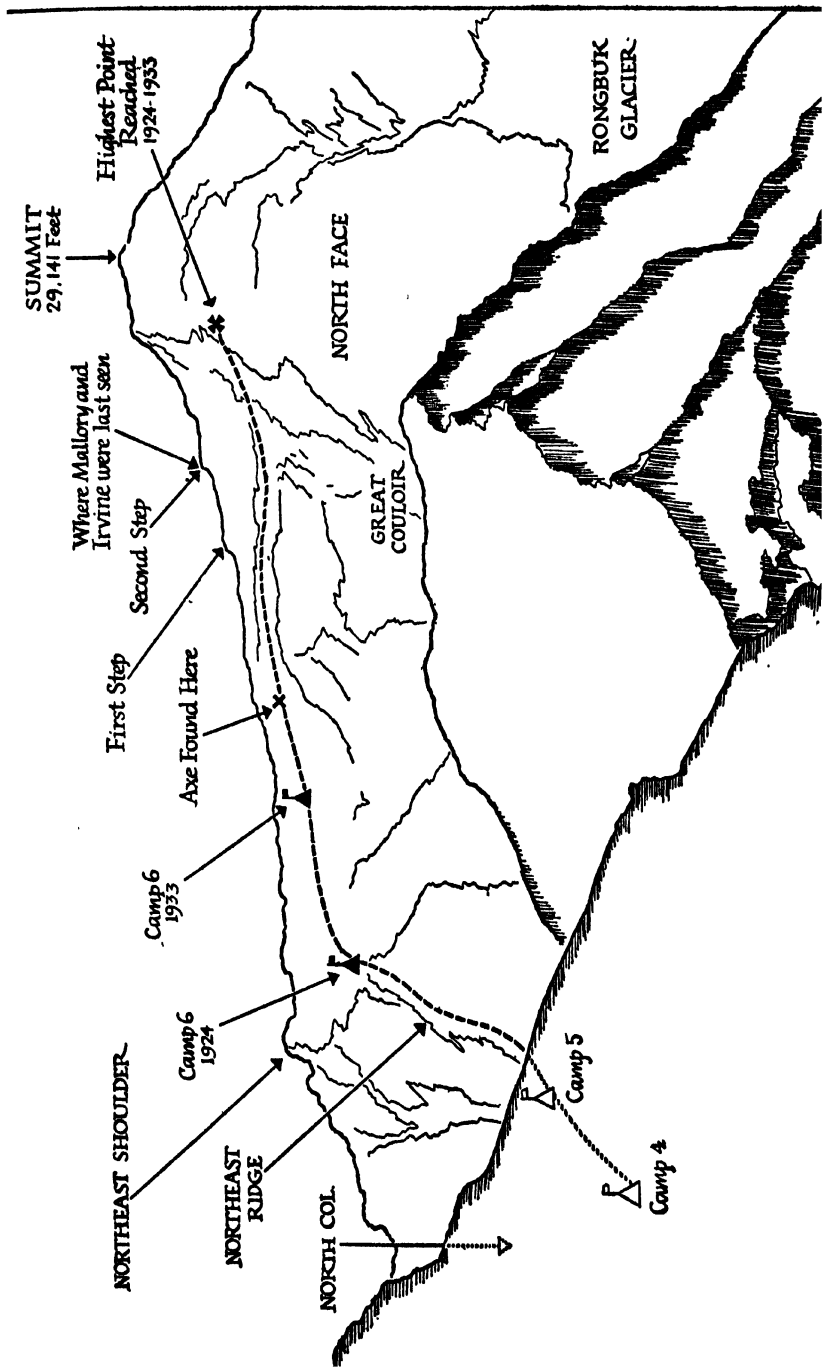 SUMMIT
29,141 Feet
Highest Point
Reached
1924-1933
Where Mallory and
Irvine were last seen
Second Step
First Step
Axe Found Here
Camp 6
1933
Camp 6
1924
NORTHEAST SHOULDER
NORTHEAST
RIDGE
NORTH COL.
NORTH FACE
GREAT
COULOIR
RONGBUK
GLACIER
Camp 5
Camp 4